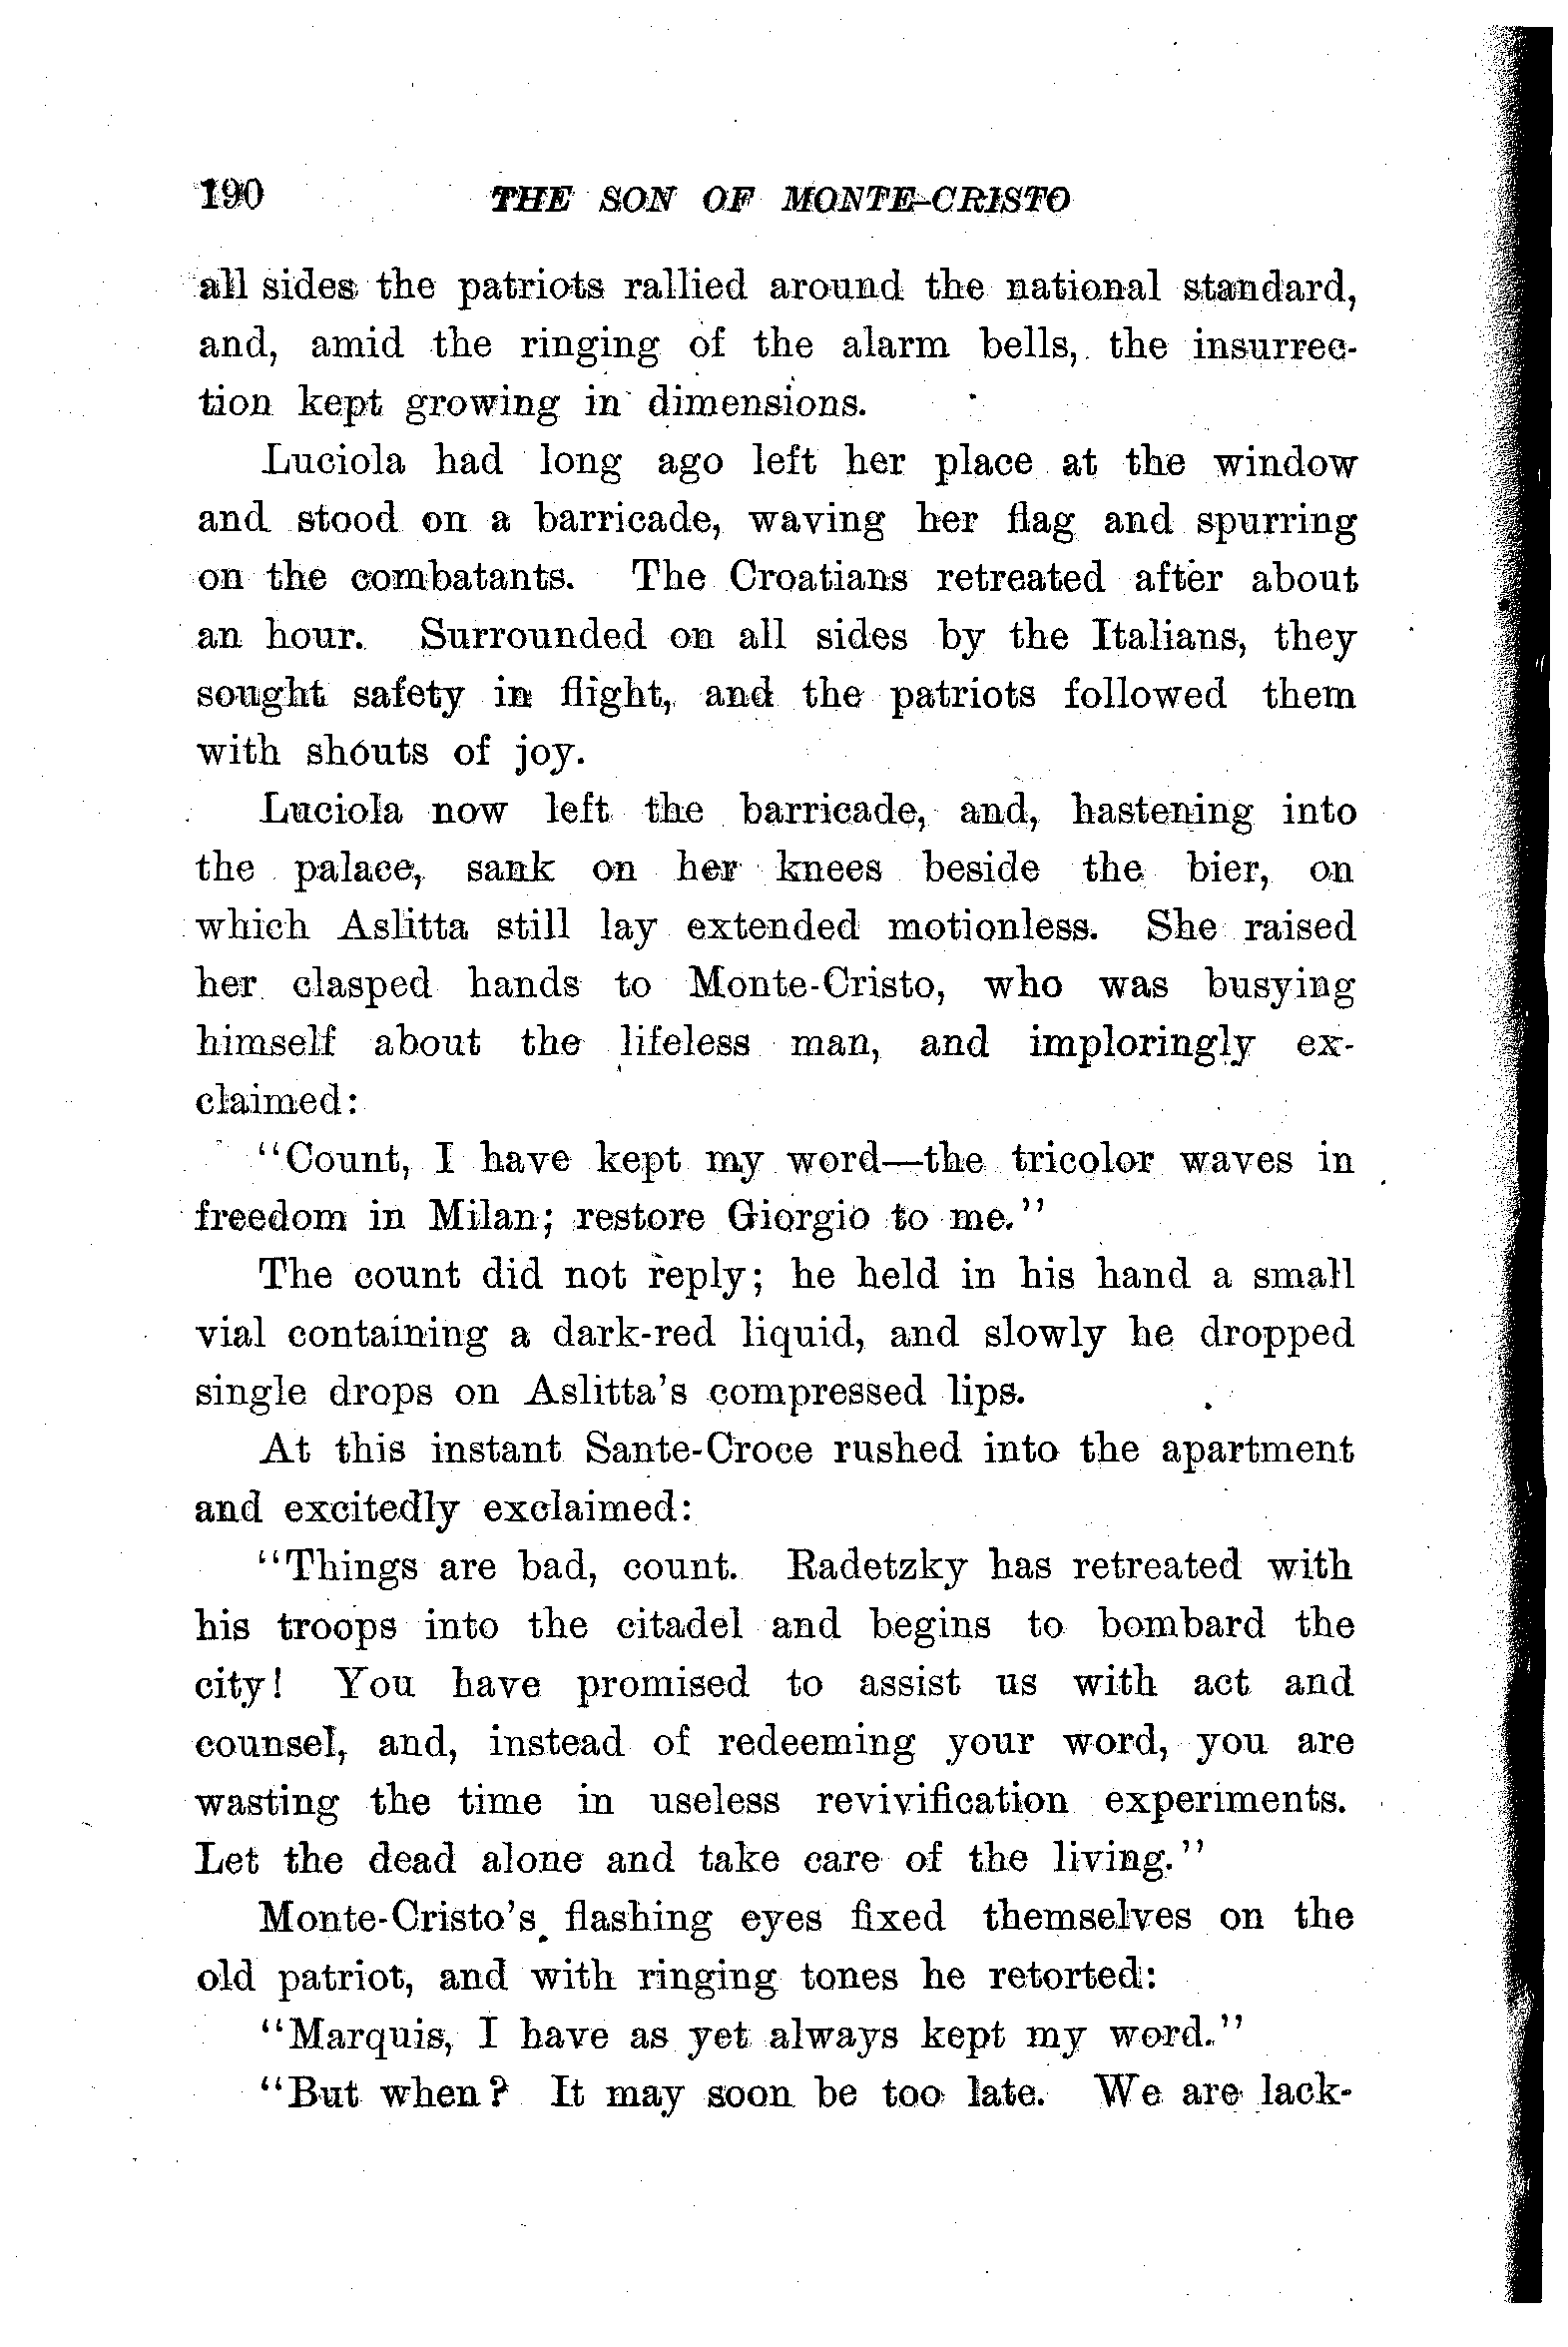 190 THE SON OF MONTE-CRISTO
all sides the patriots rallied around the national standard,
and, amid the ringing of the alarm bells, the insurrec-
tion kept growing in dimensions.
Luciola had long ago left her place at the window
and stood on a barricade, waving her flag and spurring
on the combatants. The Croatians retreated after about
an hour. Surrounded on all sides by the Italians, they
sought safety in flight, and the patriots followed them
with shouts of joy.
Luciola now left the barricade, and, hastening into
the palace, sank on her knees beside the bier, on
which Aslitta still lay extended motionless. She raised
her clasped hands to Monte-Cristo, who was busying
himself about the lifeless man, and imploringly ex-
claimed:
"Count, I have kept my word—the tricolor waves in
freedom in Milan; restore Giorgio to me."
The count did not reply; he held in his hand a small
vial containing a dark-red liquid, and slowly he dropped
single drops on Aslitta's compressed lips.
At this instant Sante-Croce rushed into the apartment
and excitedly exclaimed:
"Things are bad, count. Radetzky has retreated with
his troops into the citadel and begins to bombard the
city! You have promised to assist us with act and
counsel, and, instead of redeeming your word, you are
wasting the time in useless revivification experiments.
Let the dead alone and take care of the living."
Monte-Cristo's flashing eyes fixed themselves on the
old patriot, and with ringing tones he retorted:
"Marquis, I have as yet always kept my word."
"But when? It may soon be too late. We are lack-